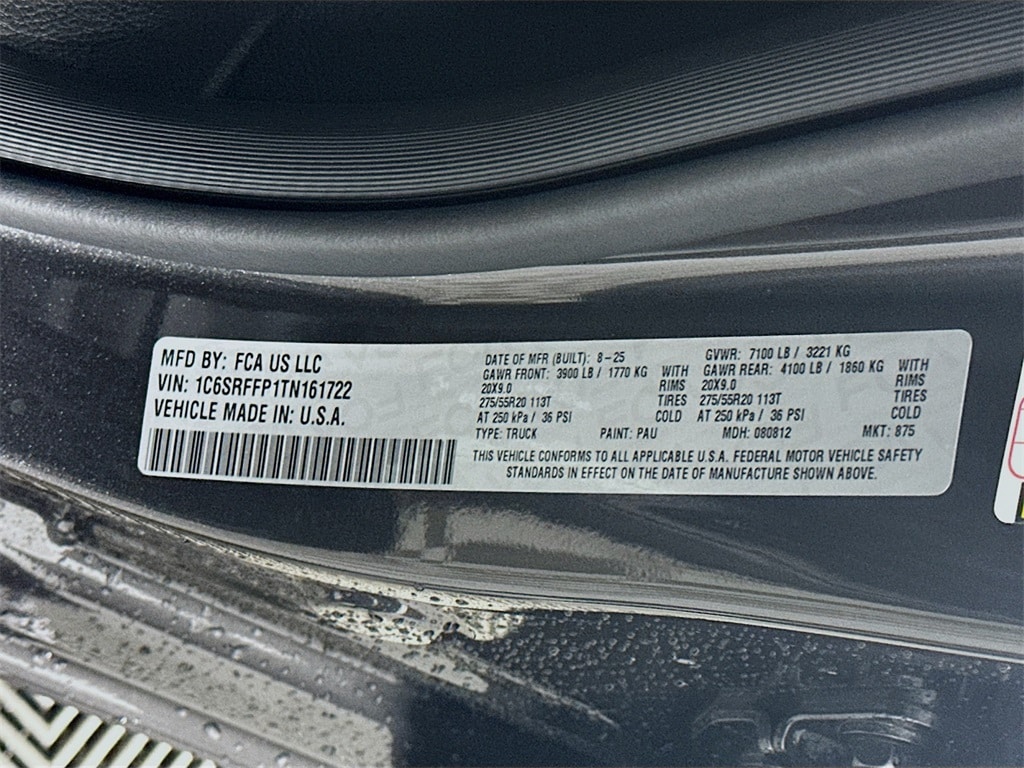 MFD BY: FCA US LLC
VIN: 1C6SRFFP1TN161722
VEHICLE MADE IN: U.S.A.
DATE OF MFR (BUILT): 8-25 GVWR: 7100 LB / 3221 KG
GAWR FRONT: 3900 LB / 1770 KG WITH GAWR REAR: 4100 LB / 1860 KG WITH
20X9.0 RIMS 20X9.0 RIMS
275/55R20 113T TIRES 275/55R20 113T TIRES
AT 250 kPa / 36 PSI COLD AT 250 kPa / 36 PSI COLD
TYPE: TRUCK PAINT: PAU MDH: 080812 MKT: 875
THIS VEHICLE CONFORMS TO ALL APPLICABLE U.S.A. FEDERAL MOTOR VEHICLE SAFETY
STANDARDS IN EFFECT ON THE DATE OF MANUFACTURE SHOWN ABOVE.